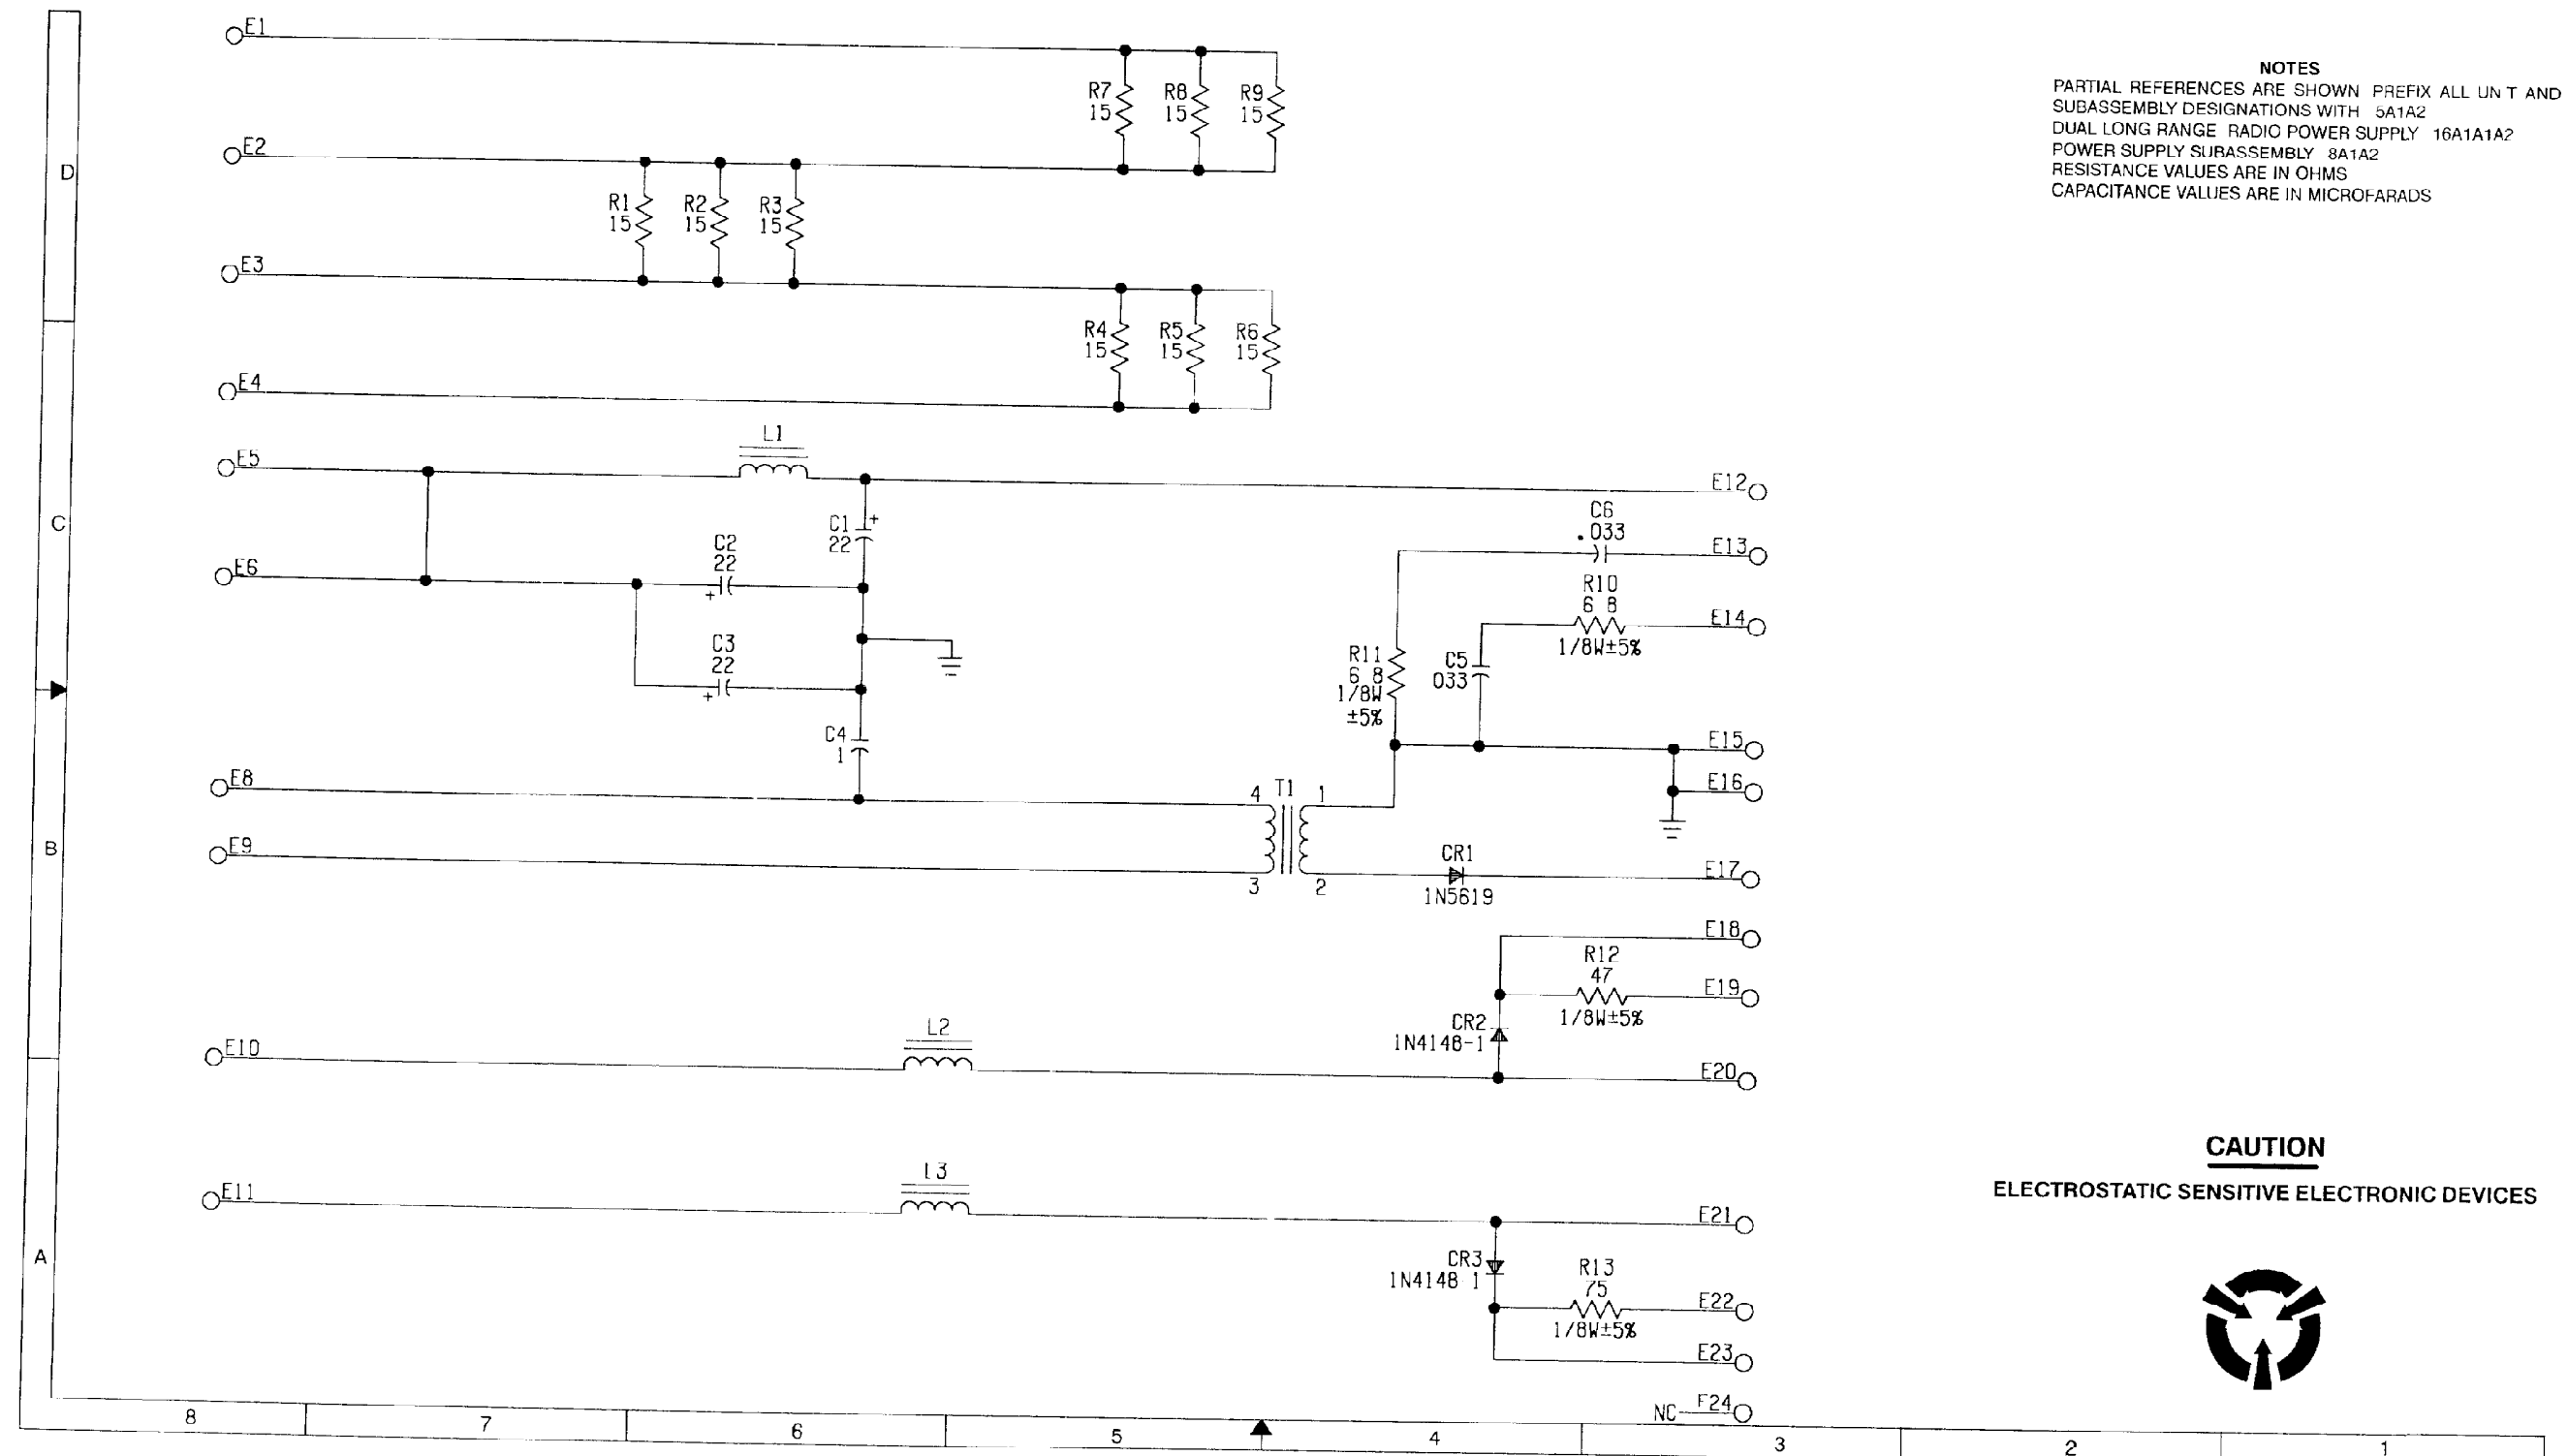 E1
NOTES
PARTIAL REFERENCES ARE SHOWN PREFIX ALL UN T AND
SUBASSEMBLY DESIGNATIONS WITH 5A1A2
DUAL LONG RANGE RADIO POWER SUPPLY 16A1A1A2
POWER SUPPLY SUBASSEMBLY 8A1A2
RESISTANCE VALUES ARE IN OHMS
CAPACITANCE VALUES ARE IN MICROFARADS
R7
15
R8
15
R9
15
E2
D
R1
15
R2
15
R3
15
E3
R4
15
R5
15
R6
15
E4
L1
E5
E12
C
C1
22
+
C6
.033
E13
C2
22
+
E6
R10
6 8
1/8W±5%
E14
C3
22
+
R11
6 8
1/8W
±5%
C5
033
C4
1
E15
E8
4
T1
1
E16
B
E9
3
2
CR1
1N5619
E17
E18
R12
47
1/8W±5%
E19
CR2
1N4148-1
E10
L2
E20
CAUTION
ELECTROSTATIC SENSITIVE ELECTRONIC DEVICES
E11
L3
E21
A
CR3
1N4148 1
R13
75
1/8W±5%
E22
E23
NC
E24
8
7
6
5
4
3
2
1